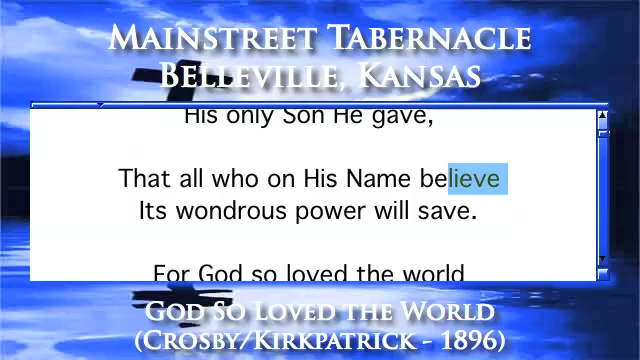 Mainstreet Tabernacle
Belleville, Kansas
His only Son He gave,
That all who on His Name believe
Its wondrous power will save.
For God so loved the world
God So Loved the World
(Crosby/Kirkpatrick - 1896)